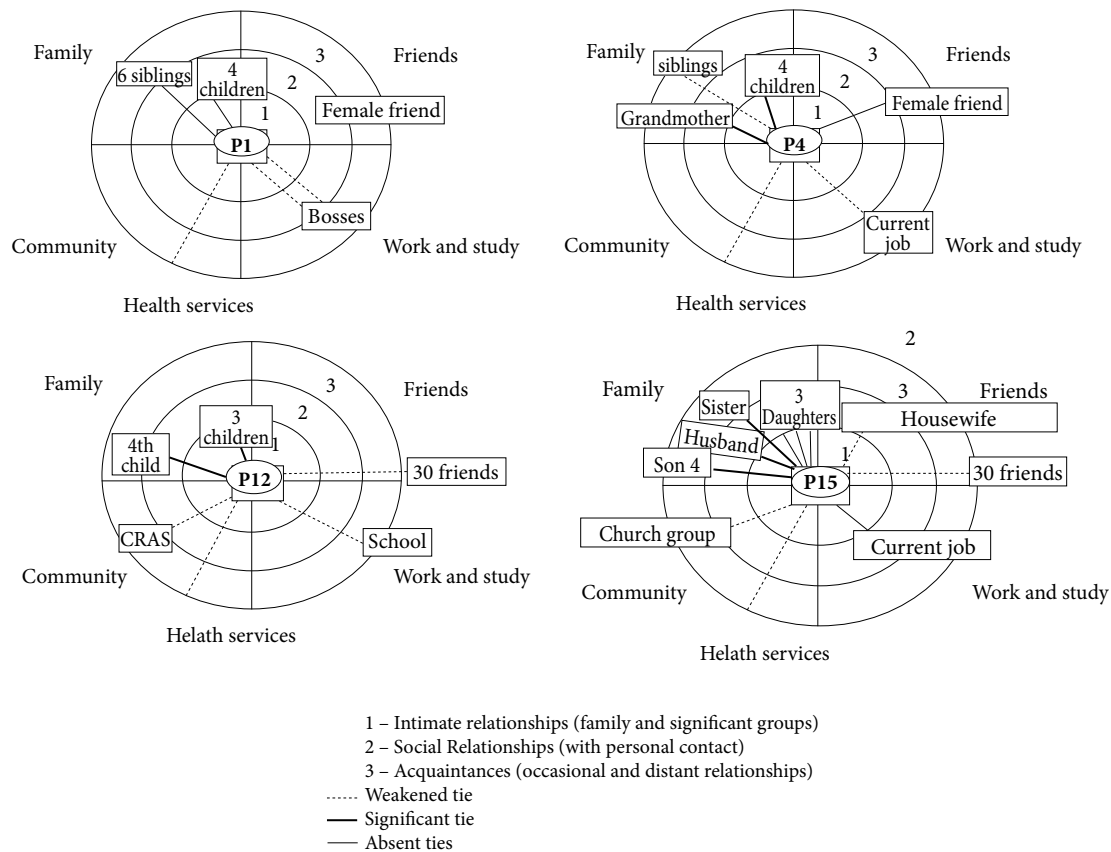 Family
Friends
3
6 siblings
4
children
2
Female friend
1
P1
Bosses
Community
Work and study
Health services
Family
Friends
3
siblings
4
children
2
Female friend
Grandmother
1
P4
Current
job
Community
Work and study
Health services
Family
Friends
3
2
3
children
1
4th
child
P12
30 friends
CRAS
School
Community
Work and study
Helath services
2
Family
Friends
3
Sister
3
Daughters
Housewife
Husband
1
Son 4
P15
30 friends
Church group
Current job
Community
Work and study
Helath services
1 – Intimate relationships (family and significant groups)
2 – Social Relationships (with personal contact)
3 – Acquaintances (occasional and distant relationships)
Weakened tie
Significant tie
Absent ties